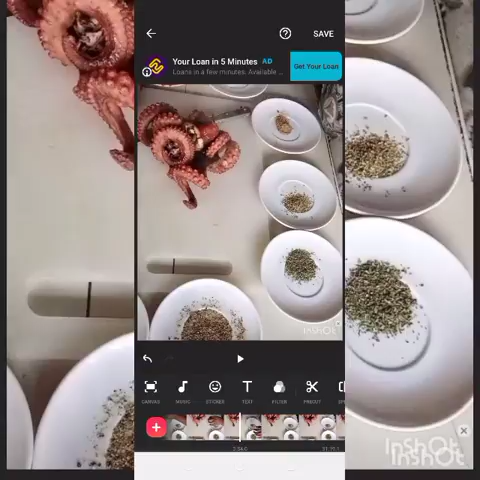 SAVE
Your Loan in 5 Minutes AD
Loans in a few minutes, Available ...
Get Your Loan
InShOt
CANVAS MUSIC STICKER TEXT FILTER PRECUT
InShOt
InShOt